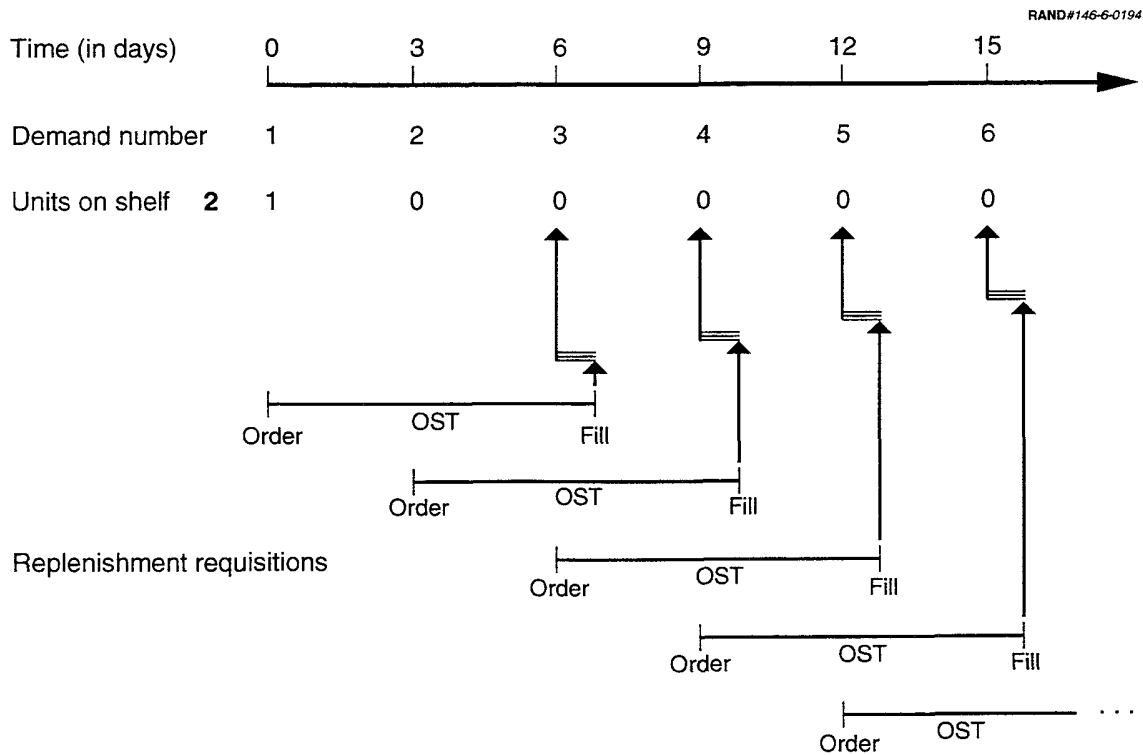 RAND#146-6-0194
Time (in days) 0 3 6 9 12 15
Demand number 1 2 3 4 5 6
Units on shelf 2 1 0 0 0 0 0
OST
Order Fill
OST
Order Fill
Replenishment requisitions
OST
Order Fill
OST
Order Fill
OST
Order
. . .